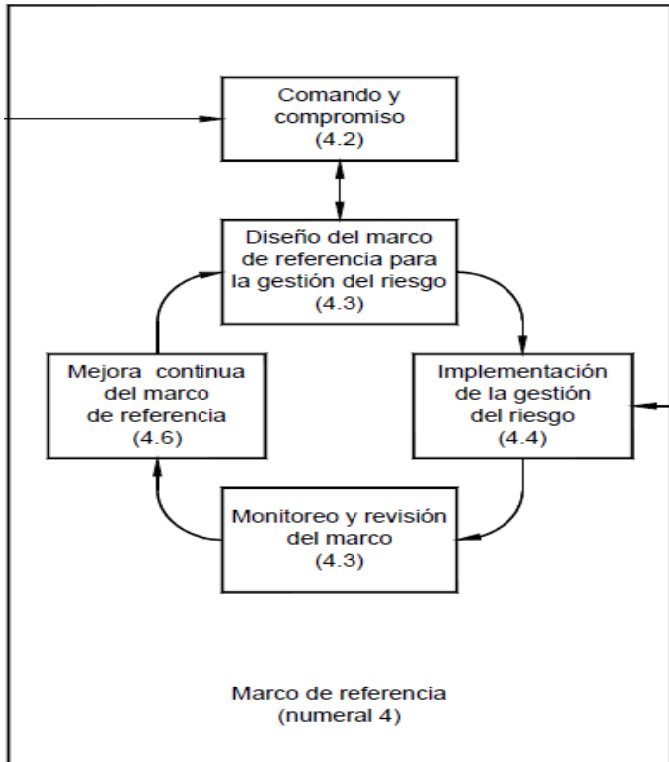 Comando y
compromiso
(4.2)
Diseño del marco
de referencia para
la gestión del riesgo
(4.3)
Mejora continua
del marco
de referencia
(4.6)
Implementación
de la gestión
del riesgo
(4.4)
Monitoreo y revisión
del marco
(4.3)
Marco de referencia
(numeral 4)